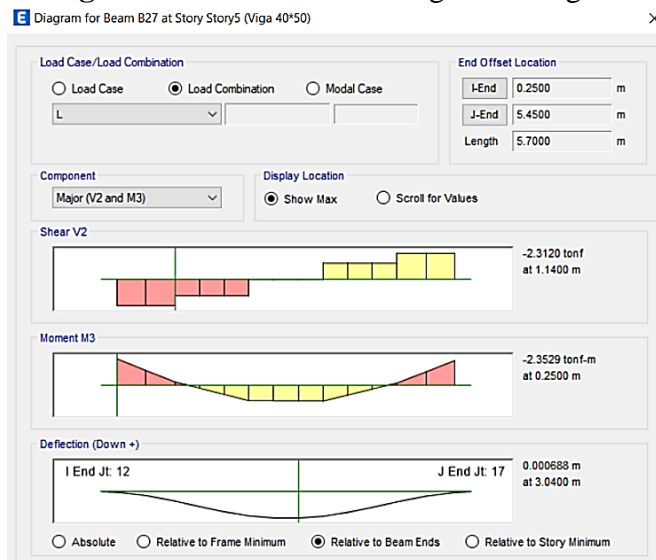 E Diagram for Beam B27 at Story Story5 (Viga 40*50)
Load Case/Load Combination
Load Case Load Combination Modal Case
L
End Offset Location
I-End 0.2500 m
J-End 5.4500 m
Length 5.7000 m
Component
Major (V2 and M3)
Display Location
Show Max Scroll for Values
Shear V2
-2.3120 tonf
at 1.1400 m
Moment M3
-2.3529 tonf-m
at 0.2500 m
Deflection (Down +)
I End Jt: 12 J End Jt: 17
0.000688 m
at 3.0400 m
Absolute Relative to Frame Minimum Relative to Beam Ends Relative to Story Minimum